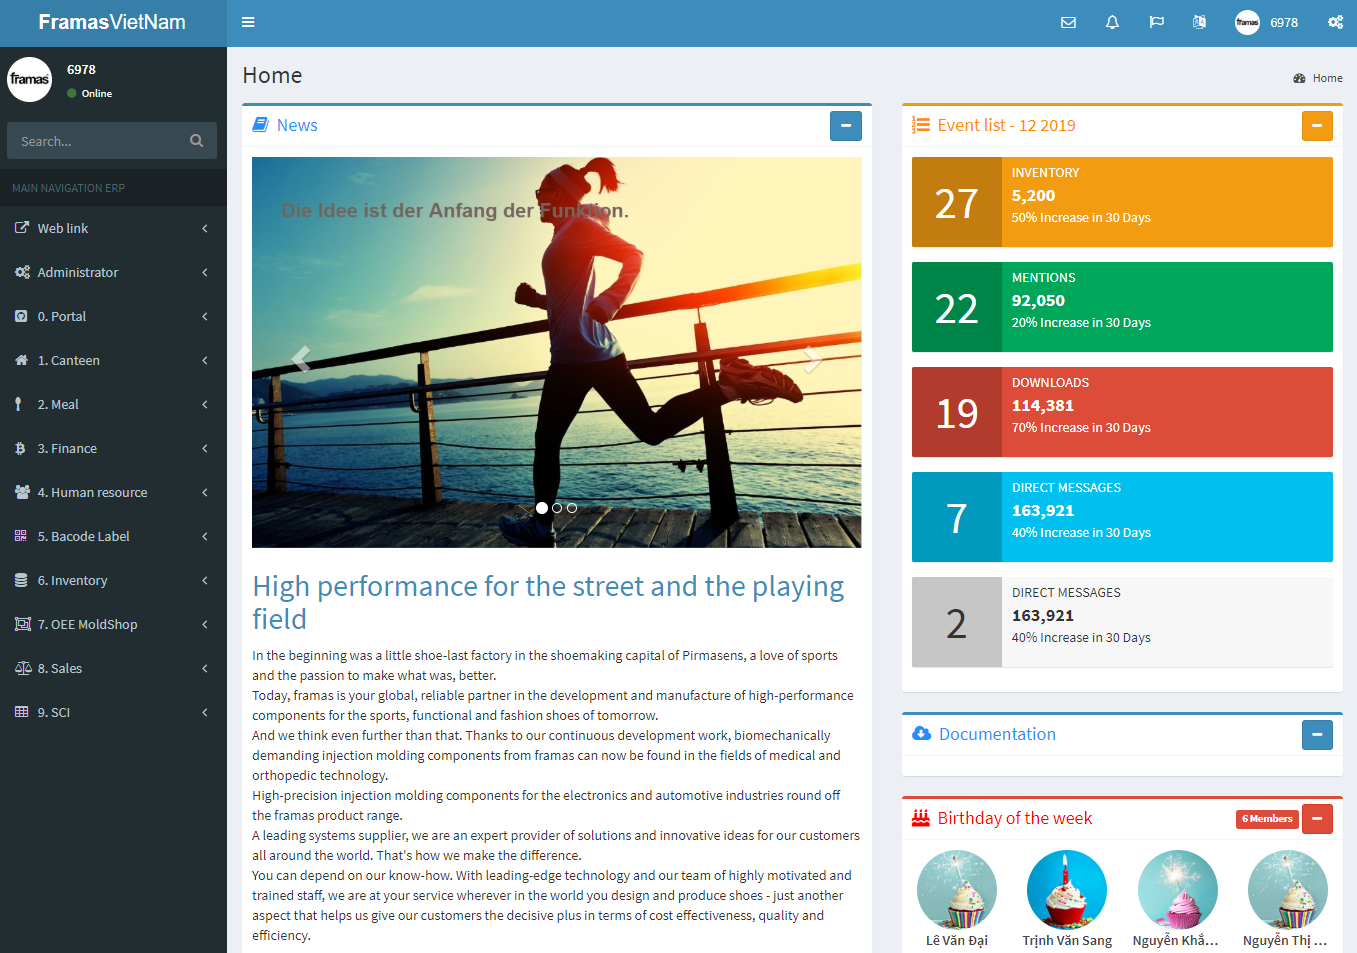 FramasVietNam
6978
framas
6978
Online
Search...
MAIN NAVIGATION ERP
Web link
Administrator
0. Portal
1. Canteen
2. Meal
3. Finance
4. Human resource
5. Bacode Label
6. Inventory
7. OEE MoldShop
8. Sales
9. SCI
Home
Home
News
Die Idee ist der Anfang der Funktion.
High performance for the street and the playing
field
In the beginning was a little shoe-last factory in the shoemaking capital of Pirmasens, a love of sports
and the passion to make what was, better.
Today, framas is your global, reliable partner in the development and manufacture of high-performance
components for the sports, functional and fashion shoes of tomorrow.
And we think even further than that. Thanks to our continuous development work, biomechanically
demanding injection molding components from framas can now be found in the fields of medical and
orthopedic technology.
High-precision injection molding components for the electronics and automotive industries round off
the framas product range.
A leading systems supplier, we are an expert provider of solutions and innovative ideas for our customers
all around the world. That's how we make the difference.
You can depend on our know-how. With leading-edge technology and our team of highly motivated and
trained staff, we are at your service wherever in the world you design and produce shoes - just another
aspect that helps us give our customers the decisive plus in terms of cost effectiveness, quality and
efficiency.
Event list - 12 2019
27
INVENTORY
5,200
50% Increase in 30 Days
22
MENTIONS
92,050
20% Increase in 30 Days
19
DOWNLOADS
114,381
70% Increase in 30 Days
7
DIRECT MESSAGES
163,921
40% Increase in 30 Days
2
DIRECT MESSAGES
163,921
40% Increase in 30 Days
Documentation
Birthday of the week
6 Members
Lê Văn Đại
Trịnh Văn Sang
Nguyễn Khắ...
Nguyễn Thị ...